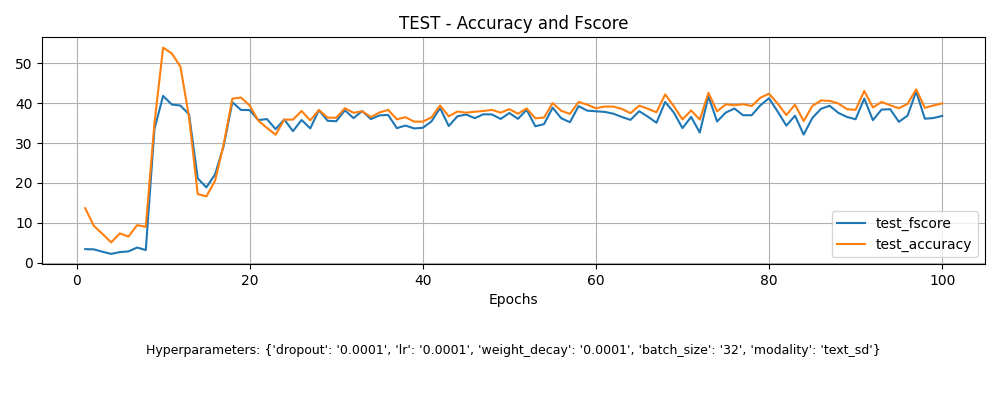 TEST - Accuracy and Fscore
50
40
30
20
10
0
test_fscore
test_accuracy
0 20 40 60 80 100
Epochs
Hyperparameters: {'dropout': '0.0001', 'lr': '0.0001', 'weight_decay': '0.0001', 'batch_size': '32', 'modality': 'text_sd'}